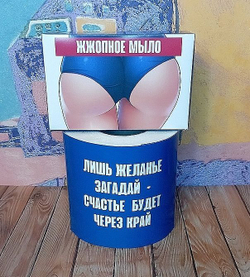 ЖЖОПНОЕ МЫЛО
ЛИШЬ ЖЕЛАНЬЕ
ЗАГАДАЙ -
СЧАСТЬЕ БУДЕТ
ЧЕРЕЗ КРАЙ